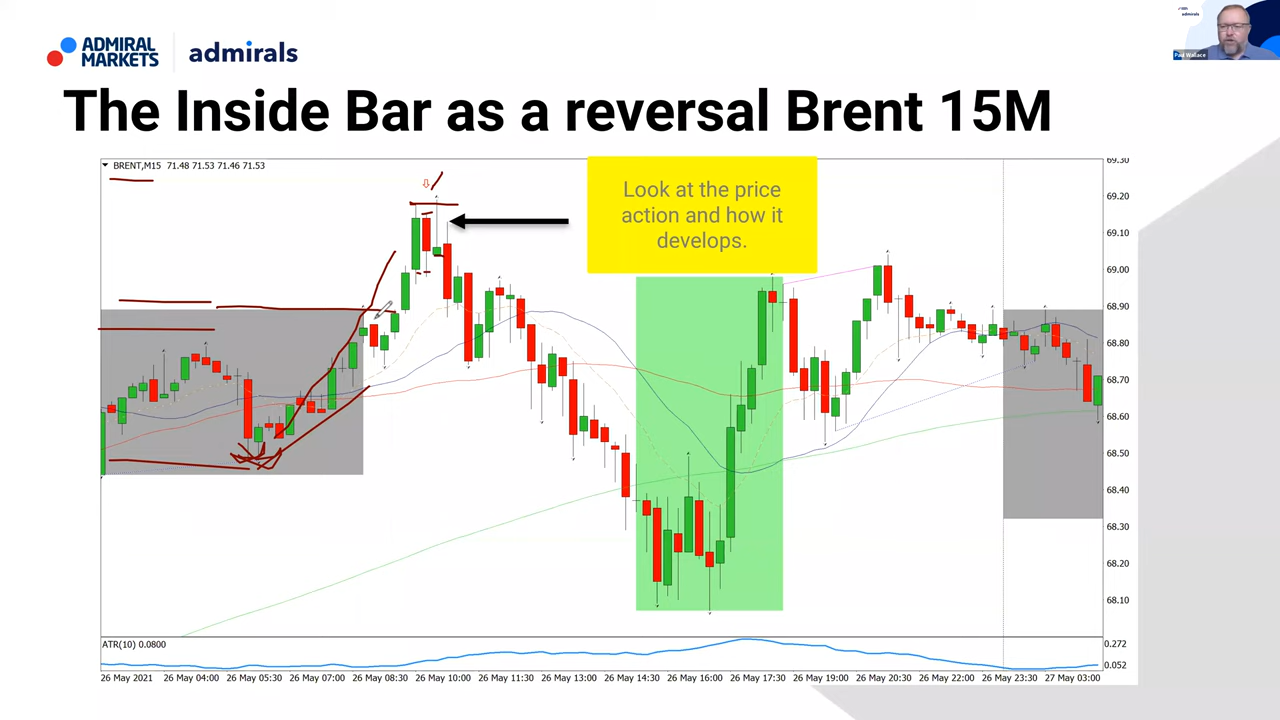 admirals
Paul Wallace
ADMIRAL
MARKETS
admirals
The Inside Bar as a reversal Brent 15M
BRENT,M15 71.48 71.53 71.46 71.53
Look at the price
action and how it
develops.
69.30
69.20
69.10
69.00
68.90
68.80
68.70
68.60
68.50
68.40
68.30
68.20
68.10
ATR(10) 0.0800
0.272
0.052
26 May 2021 26 May 04:00 26 May 05:30 26 May 07:00 26 May 08:30 26 May 10:00 26 May 11:30 26 May 13:00 26 May 14:30 26 May 16:00 26 May 17:30 26 May 19:00 26 May 20:30 26 May 22:00 26 May 23:30 27 May 03:00